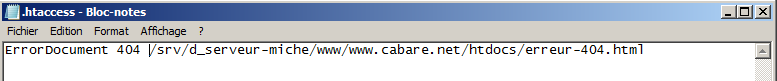 .htaccess - Bloc-notes
Fichier Edition Format Affichage ?
ErrorDocument 404 /srv/d_serveur-miche/www/www.cabare.net/htdocs/erreur-404.html